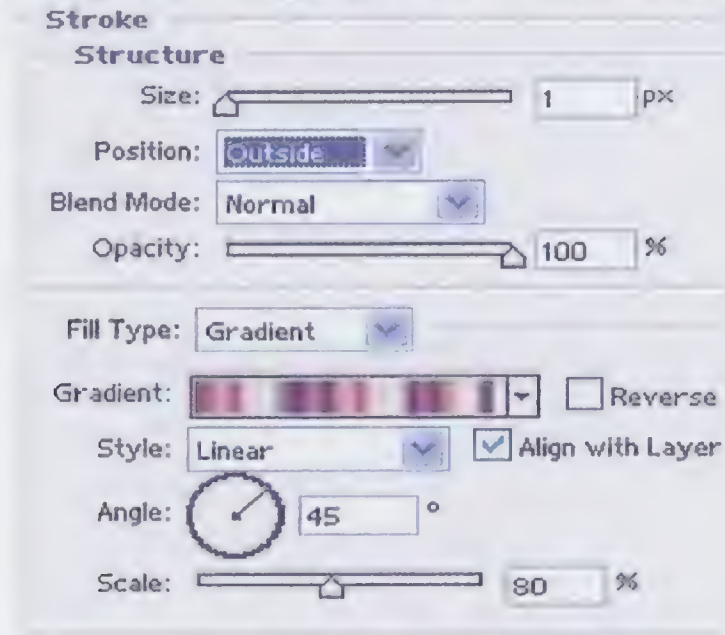 Stroke
Structure
Size: 1 px
Position: Outside
Blend Mode: Normal
Opacity: 100 %
Fill Type: Gradient
Gradient: Reverse
Style: Linear Align with Layer
Angle: 45 °
Scale: 80 %